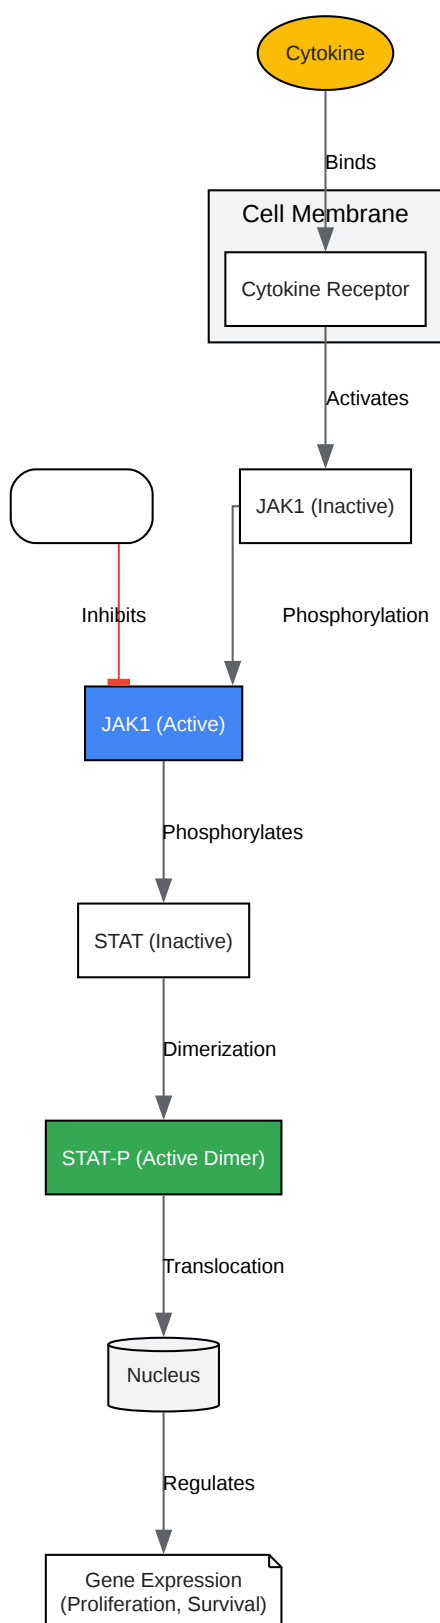 Cytokine
Binds
Cell Membrane
Cytokine Receptor
Activates
JAK1 (Inactive)
Inhibits
Phosphorylation
JAK1 (Active)
Phosphorylates
STAT (Inactive)
Dimerization
STAT-P (Active Dimer)
Translocation
Nucleus
Regulates
Gene Expression
(Proliferation, Survival)